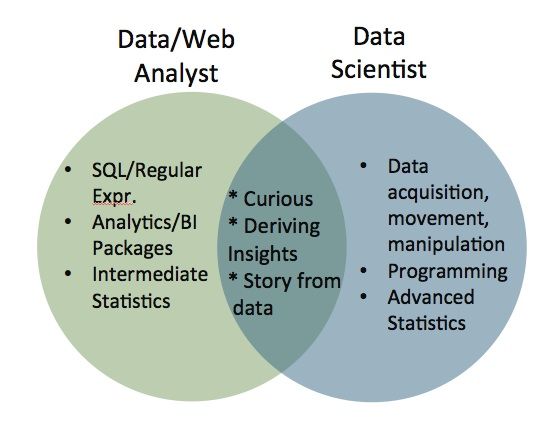 Data/Web
Analyst
Data
Scientist
• SQL/Regular
Expr.
• Analytics/BI
Packages
• Intermediate
Statistics
* Curious
* Deriving
Insights
* Story from
data
• Data
acquisition,
movement,
manipulation
• Programming
• Advanced
Statistics